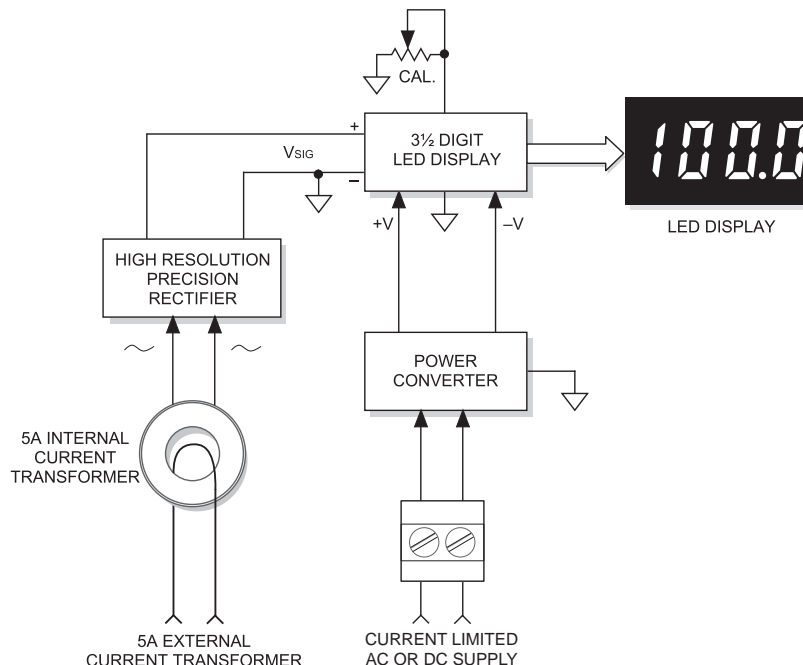 CAL.
+
VSIG
–
3½ DIGIT
LED DISPLAY
100.0
LED DISPLAY
+V
–V
HIGH RESOLUTION
PRECISION
RECTIFIER
POWER
CONVERTER
5A INTERNAL
CURRENT
TRANSFORMER
5A EXTERNAL
CURRENT TRANSFORMER
CURRENT LIMITED
AC OR DC SUPPLY